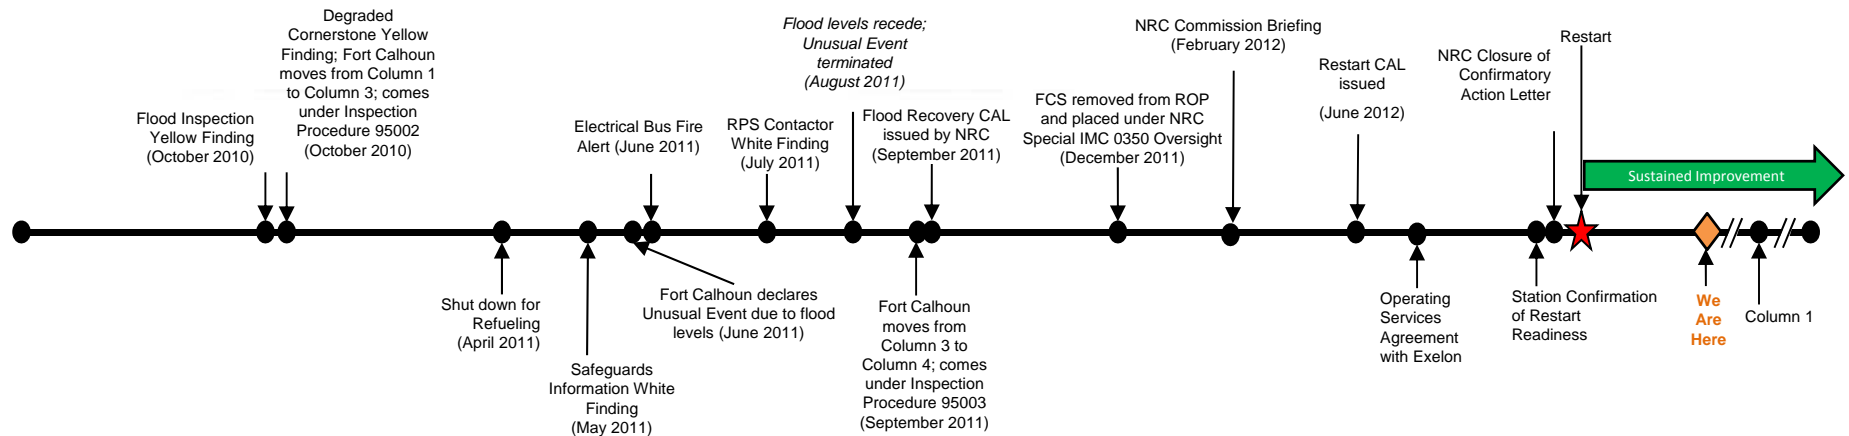 Flood Inspection
Yellow Finding
(October 2010)
Degraded
Cornerstone Yellow
Finding; Fort Calhoun
moves from Column 1
to Column 3; comes
under Inspection
Procedure 95002
(October 2010)
Shut down for
Refueling
(April 2011)
Safeguards
Information White
Finding
(May 2011)
Electrical Bus Fire
Alert (June 2011)
Fort Calhoun declares
Unusual Event due to flood
levels (June 2011)
RPS Contactor
White Finding
(July 2011)
Flood levels recede;
Unusual Event
terminated
(August 2011)
Flood Recovery CAL
issued by NRC
(September 2011)
Fort Calhoun
moves from
Column 3 to
Column 4; comes
under Inspection
Procedure 95003
(September 2011)
FCS removed from ROP
and placed under NRC
Special IMC 0350 Oversight
(December 2011)
NRC Commission Briefing
(February 2012)
Restart CAL
issued
(June 2012)
Operating
Services
Agreement
with Exelon
NRC Closure of
Confirmatory
Action Letter
Station Confirmation
of Restart
Readiness
Restart
Sustained Improvement
We
Are
Here
Column 1